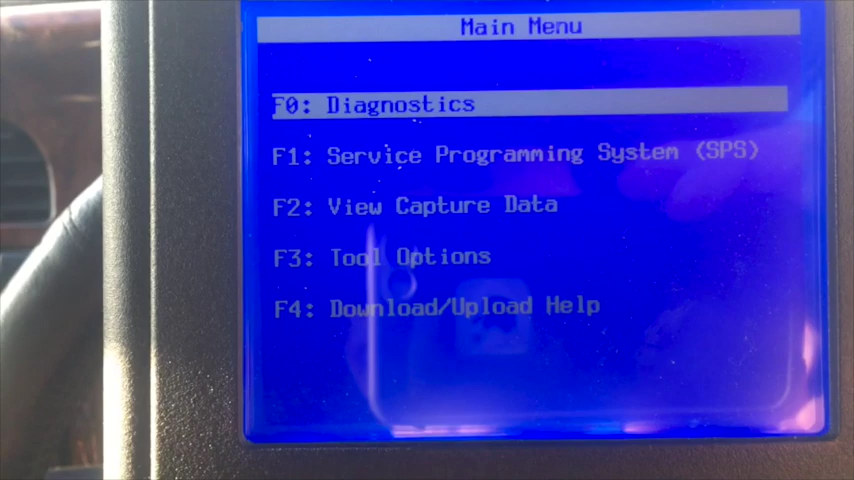 Main Menu
F0: Diagnostics
F1: Service Programming System (SPS)
F2: View Capture Data
F3: Tool Options
F4: Download/Upload Help